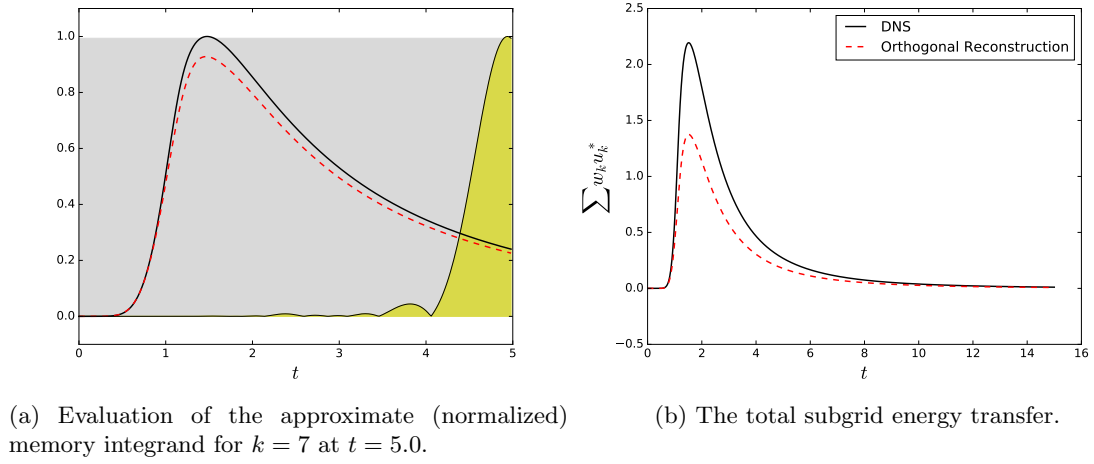 1.0
0.8
0.6
0.4
0.2
0.0
0 1 2 3 4 5
t
2.5
2.0
1.5
1.0
0.5
0.0
−0.5
0 2 4 6 8 10 12 14 16
t
∑ w_k u_k^*
DNS
Orthogonal Reconstruction
(a) Evaluation of the approximate (normalized)
memory integrand for k = 7 at t = 5.0.
(b) The total subgrid energy transfer.